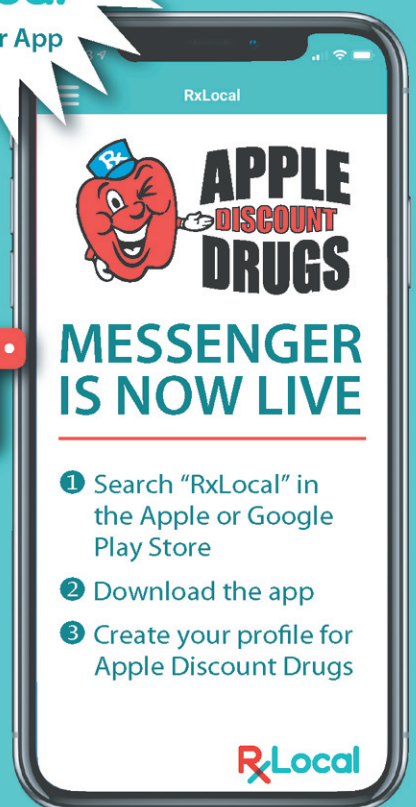 r App
RxLocal
Rx
APPLE
DISCOUNT
DRUGS
MESSENGER
IS NOW LIVE
1 Search “RxLocal” in
the Apple or Google
Play Store
2 Download the app
3 Create your profile for
Apple Discount Drugs
RxLocal